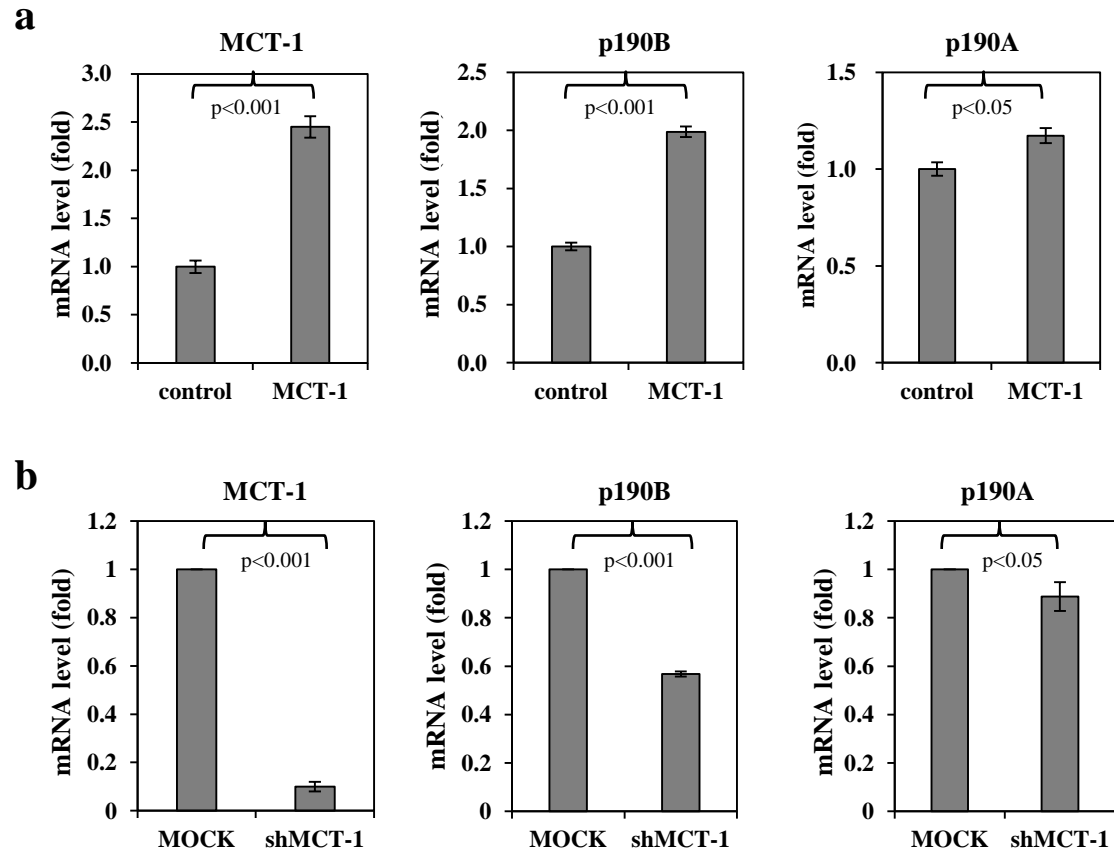 a
MCT-1
mRNA level (fold)
3.0
2.5
2.0
1.5
1.0
0.5
0.0
p<0.001
control MCT-1
p190B
mRNA level (fold)
2.5
2.0
1.5
1.0
0.5
0.0
p<0.001
control MCT-1
p190A
mRNA level (fold)
1.5
1.0
0.5
0.0
p<0.05
control MCT-1
b
MCT-1
mRNA level (fold)
1.2
1
0.8
0.6
0.4
0.2
0
p<0.001
MOCK shMCT-1
p190B
mRNA level (fold)
1.2
1
0.8
0.6
0.4
0.2
0
p<0.001
MOCK shMCT-1
p190A
mRNA level (fold)
1.2
1
0.8
0.6
0.4
0.2
0
p<0.05
MOCK shMCT-1